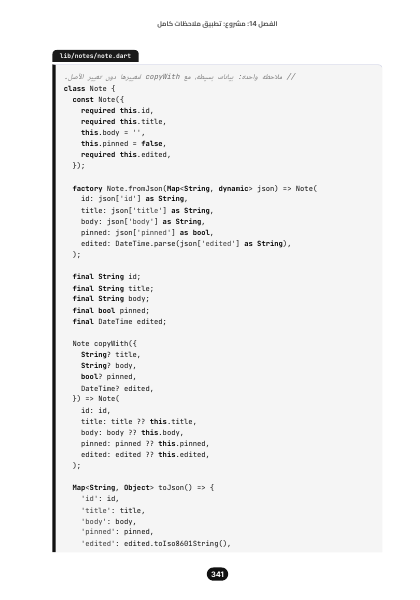 الفصل 14: مشروع: تطبيق ملاحظات كامل
lib/notes/note.dart
// ملاحظة واحدة: بيانات بسيطة، مع copyWith لتغييرها دون تغيير الأصل.
class Note {
  const Note({
    required this.id,
    required this.title,
    this.body = '',
    this.pinned = false,
    required this.edited,
  });
  factory Note.fromJson(Map<String, dynamic> json) => Note(
    id: json['id'] as String,
    title: json['title'] as String,
    body: json['body'] as String,
    pinned: json['pinned'] as bool,
    edited: DateTime.parse(json['edited'] as String),
  );
  final String id;
  final String title;
  final String body;
  final bool pinned;
  final DateTime edited;
  Note copyWith({
    String? title,
    String? body,
    bool? pinned,
    DateTime? edited,
  }) => Note(
    id: id,
    title: title ?? this.title,
    body: body ?? this.body,
    pinned: pinned ?? this.pinned,
    edited: edited ?? this.edited,
  );
  Map<String, Object> toJson() => {
    'id': id,
    'title': title,
    'body': body,
    'pinned': pinned,
    'edited': edited.toIso8601String(),
341